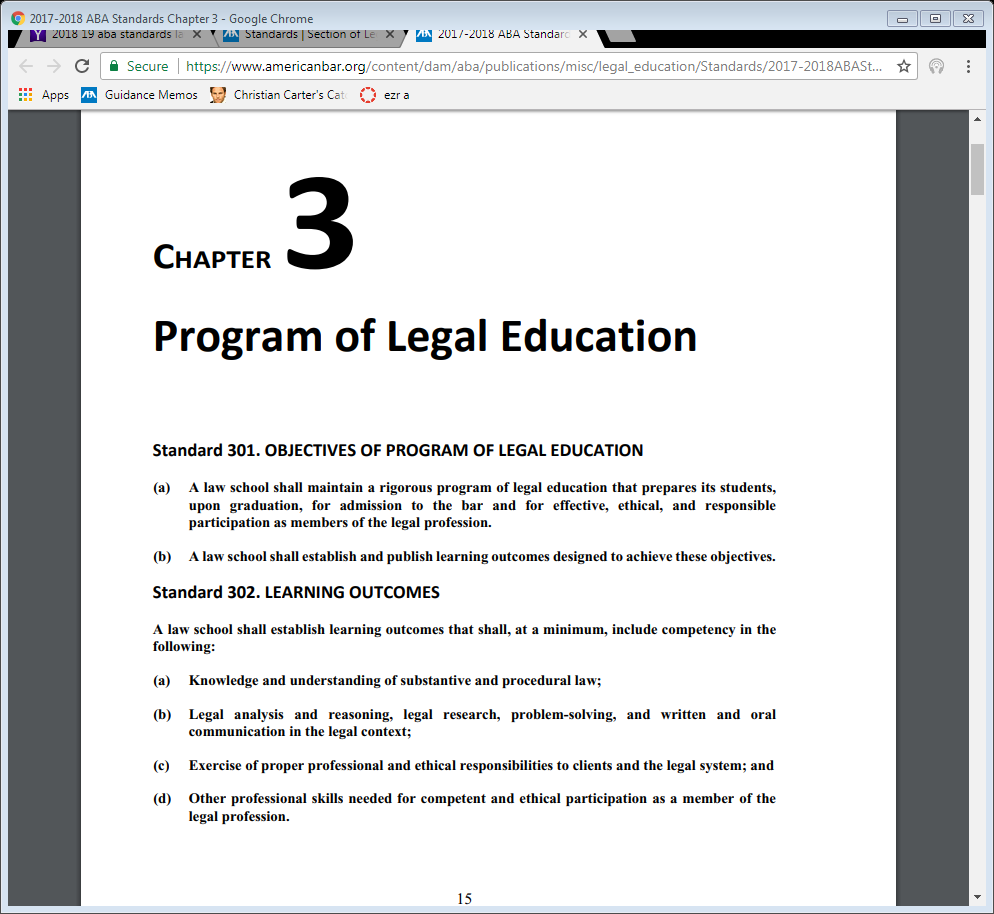 2017-2018 ABA Standards Chapter 3 - Google Chrome
2018 19 aba standards la Standards | Section of Le 2017-2018 ABA Standard
Secure https://www.americanbar.org/content/dam/aba/publications/misc/legal_education/Standards/2017-2018ABASt...
Apps Guidance Memos Christian Carter's Cat ezr a
CHAPTER 3
Program of Legal Education
Standard 301. OBJECTIVES OF PROGRAM OF LEGAL EDUCATION
(a) A law school shall maintain a rigorous program of legal education that prepares its students,
upon graduation, for admission to the bar and for effective, ethical, and responsible
participation as members of the legal profession.
(b) A law school shall establish and publish learning outcomes designed to achieve these objectives.
Standard 302. LEARNING OUTCOMES
A law school shall establish learning outcomes that shall, at a minimum, include competency in the
following:
(a) Knowledge and understanding of substantive and procedural law;
(b) Legal analysis and reasoning, legal research, problem-solving, and written and oral
communication in the legal context;
(c) Exercise of proper professional and ethical responsibilities to clients and the legal system; and
(d) Other professional skills needed for competent and ethical participation as a member of the
legal profession.
15